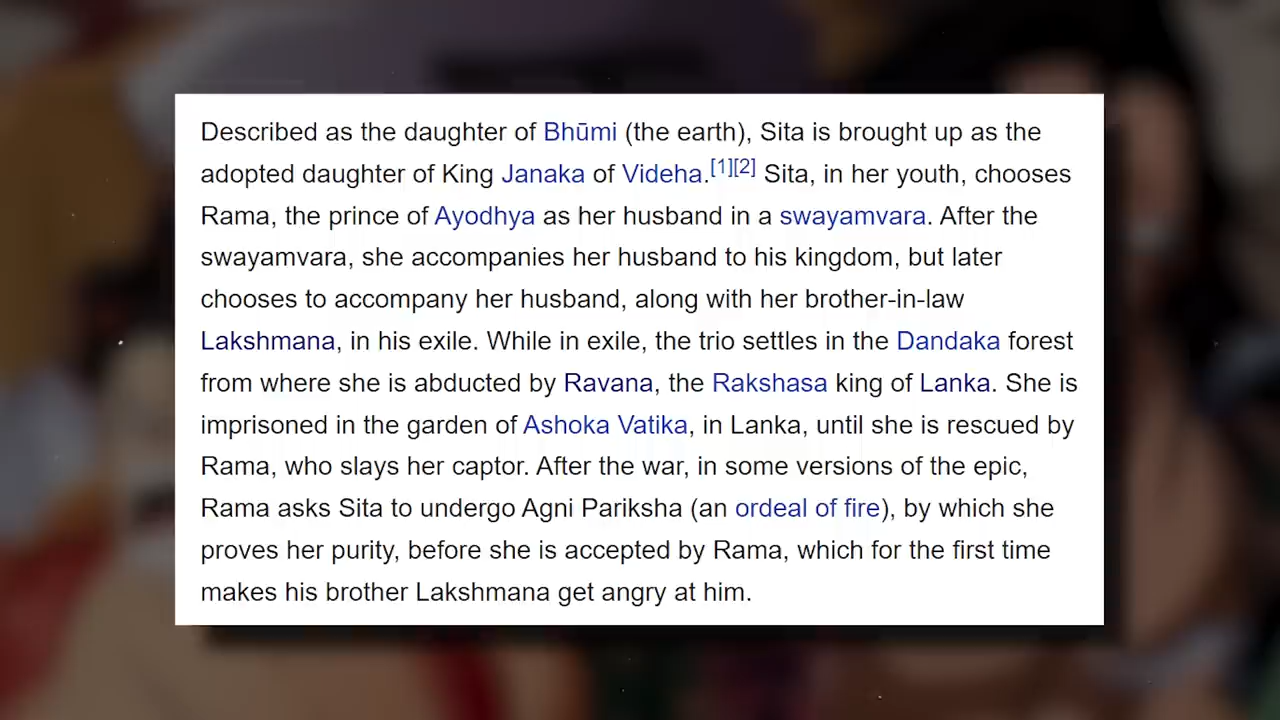 Described as the daughter of Bhūmi (the earth), Sita is brought up as the
adopted daughter of King Janaka of Videha.[1][2] Sita, in her youth, chooses
Rama, the prince of Ayodhya as her husband in a swayamvara. After the
swayamvara, she accompanies her husband to his kingdom, but later
chooses to accompany her husband, along with her brother-in-law
Lakshmana, in his exile. While in exile, the trio settles in the Dandaka forest
from where she is abducted by Ravana, the Rakshasa king of Lanka. She is
imprisoned in the garden of Ashoka Vatika, in Lanka, until she is rescued by
Rama, who slays her captor. After the war, in some versions of the epic,
Rama asks Sita to undergo Agni Pariksha (an ordeal of fire), by which she
proves her purity, before she is accepted by Rama, which for the first time
makes his brother Lakshmana get angry at him.